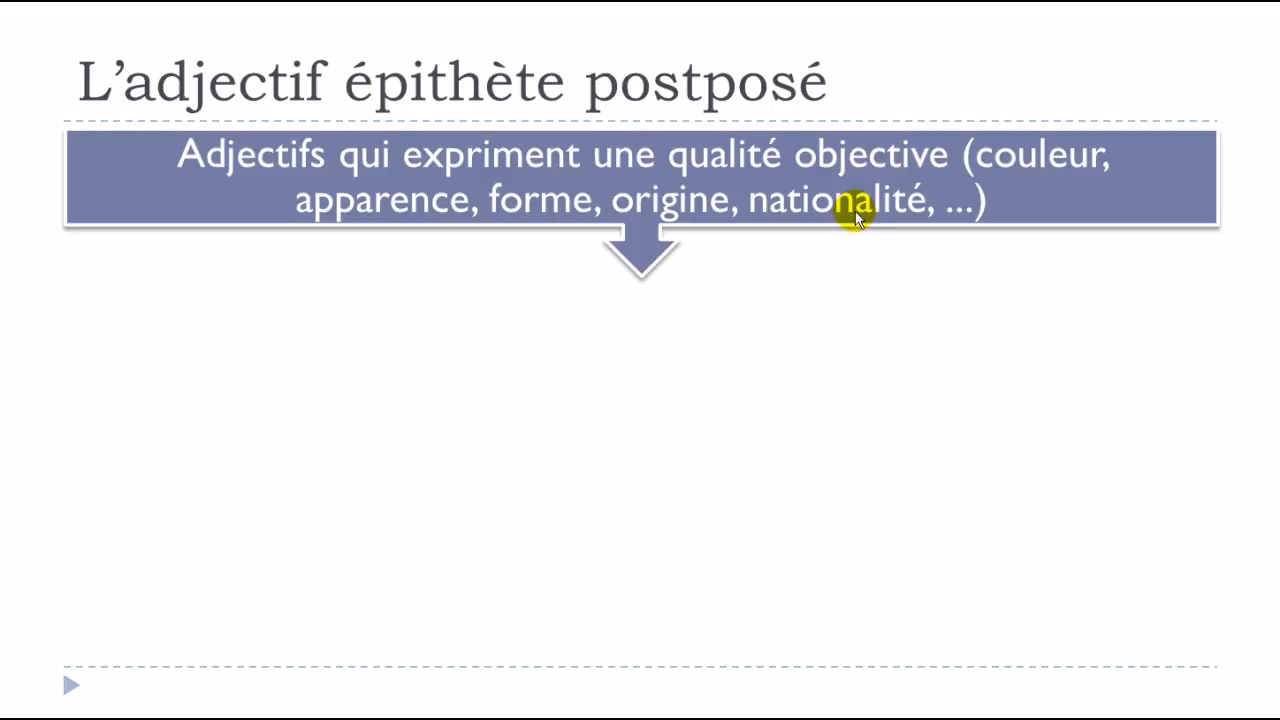 L’adjectif épithète postposé
Adjectifs qui expriment une qualité objective (couleur,
apparence, forme, origine, nationalité, ...)